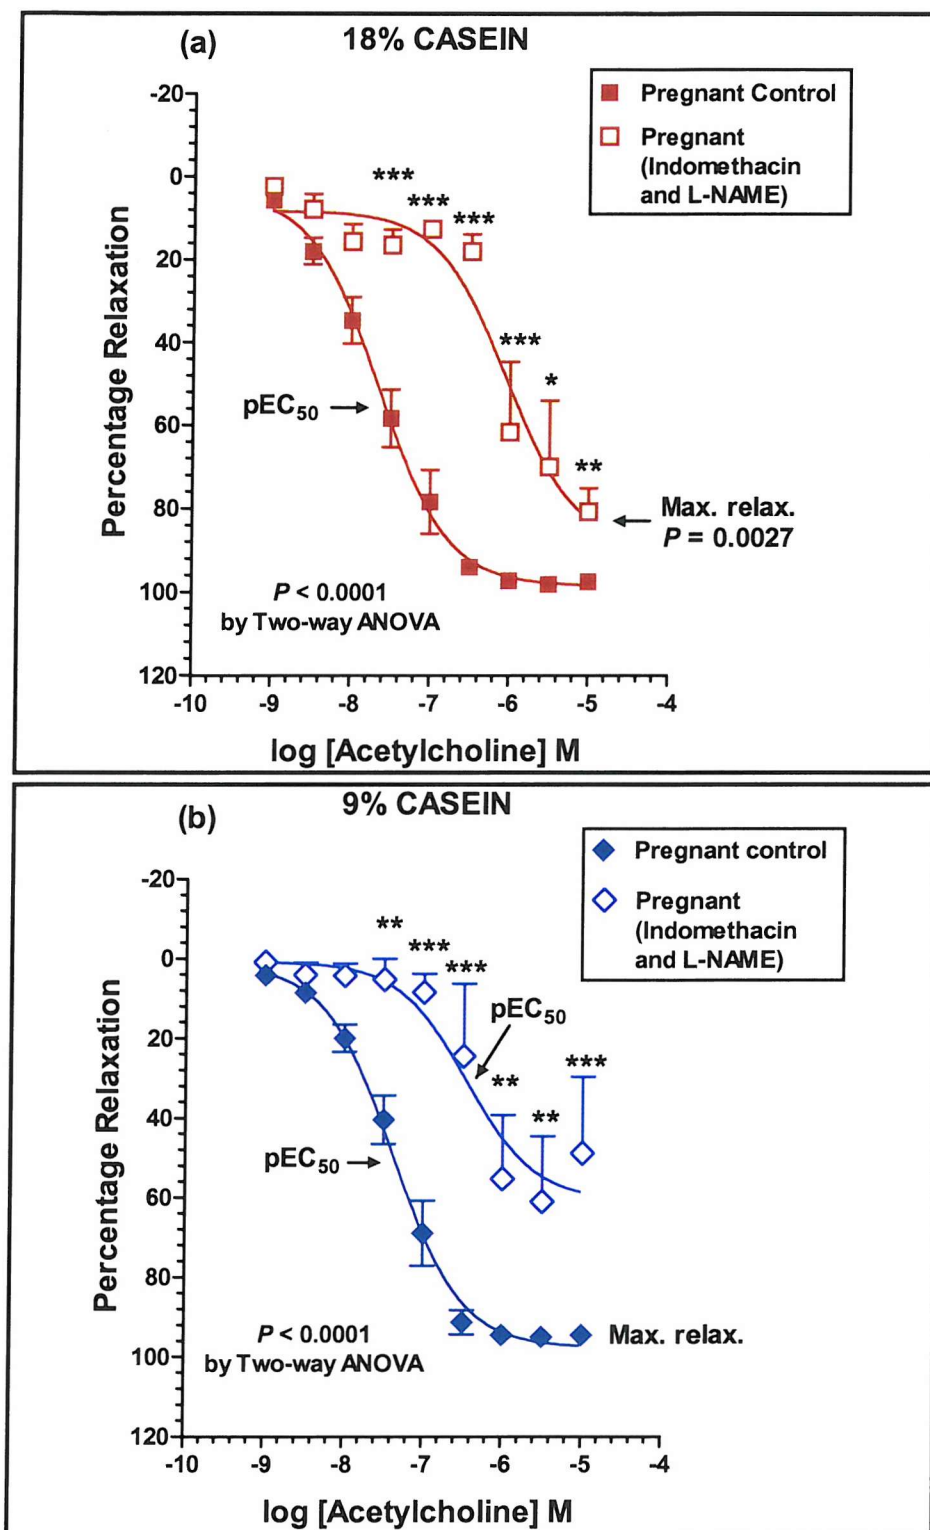 (a)
18% CASEIN
Pregnant Control
Pregnant
(Indomethacin
and L-NAME)
-20
0
20
40
60
80
100
120
Percentage Relaxation
***
***
***
***
*
**
pEC50
Max. relax.
P = 0.0027
P < 0.0001
by Two-way ANOVA
-10 -9 -8 -7 -6 -5 -4
log [Acetylcholine] M
(b)
9% CASEIN
Pregnant control
Pregnant
(Indomethacin
and L-NAME)
-20
0
20
40
60
80
100
120
Percentage Relaxation
**
***
***
pEC50
**
**
***
pEC50
Max. relax.
P < 0.0001
by Two-way ANOVA
-10 -9 -8 -7 -6 -5 -4
log [Acetylcholine] M